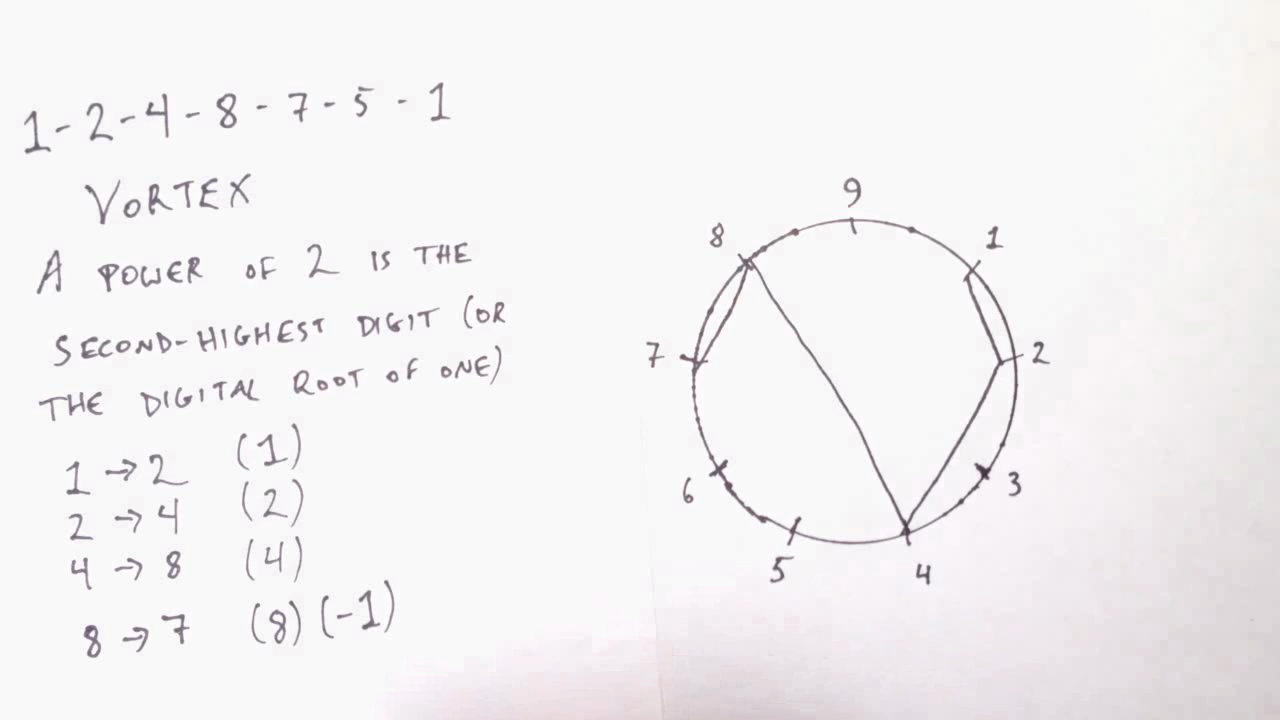 1-2-4-8-7-5-1
VORTEX
A POWER OF 2 IS THE
SECOND-HIGHEST DIGIT (OR
THE DIGITAL ROOT OF ONE)
1 → 2 (1)
2 → 4 (2)
4 → 8 (4)
8 → 7 (8)(-1)
9
8
1
7
2
6
3
5
4